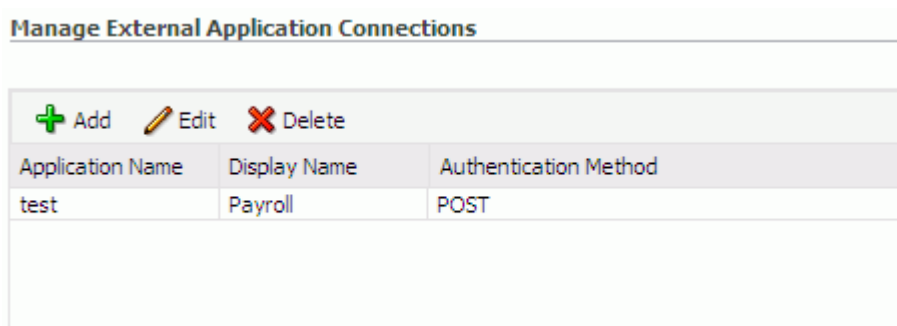 Manage External Application Connections
Add Edit Delete
Application Name Display Name Authentication Method
test Payroll POST